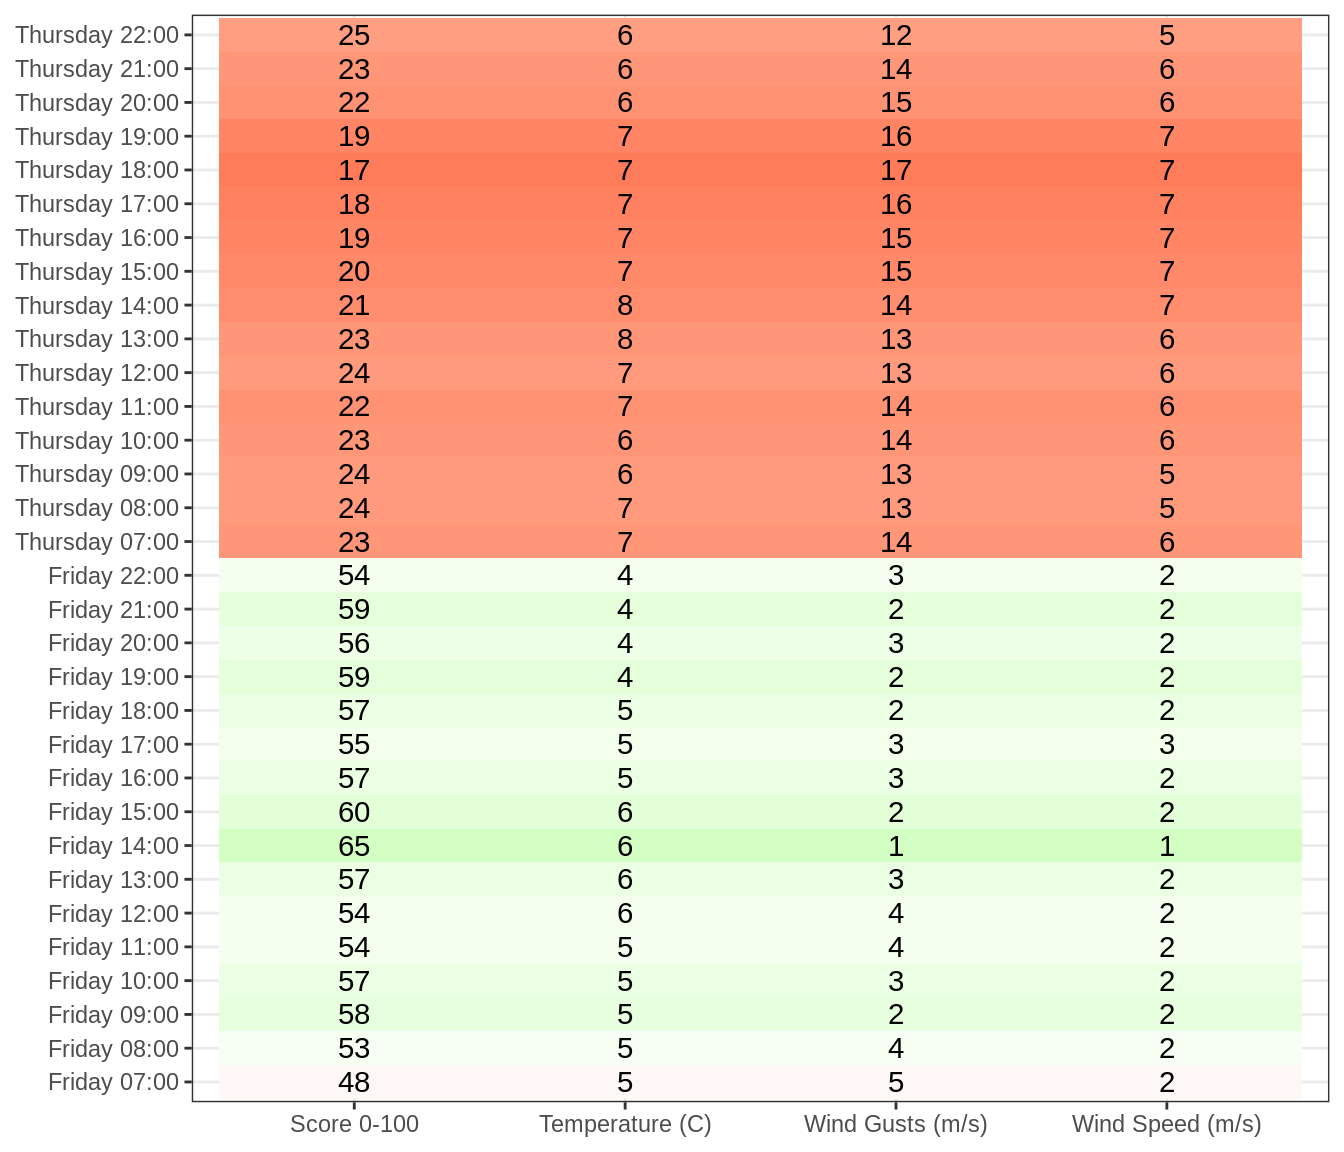 Thursday 22:00 25 6 12 5
Thursday 21:00 23 6 14 6
Thursday 20:00 22 6 15 6
Thursday 19:00 19 7 16 7
Thursday 18:00 17 7 17 7
Thursday 17:00 18 7 16 7
Thursday 16:00 19 7 15 7
Thursday 15:00 20 7 15 7
Thursday 14:00 21 8 14 7
Thursday 13:00 23 8 13 6
Thursday 12:00 24 7 13 6
Thursday 11:00 22 7 14 6
Thursday 10:00 23 6 14 6
Thursday 09:00 24 6 13 5
Thursday 08:00 24 7 13 5
Thursday 07:00 23 7 14 6
Friday 22:00 54 4 3 2
Friday 21:00 59 4 2 2
Friday 20:00 56 4 3 2
Friday 19:00 59 4 2 2
Friday 18:00 57 5 2 2
Friday 17:00 55 5 3 3
Friday 16:00 57 5 3 2
Friday 15:00 60 6 2 2
Friday 14:00 65 6 1 1
Friday 13:00 57 6 3 2
Friday 12:00 54 6 4 2
Friday 11:00 54 5 4 2
Friday 10:00 57 5 3 2
Friday 09:00 58 5 2 2
Friday 08:00 53 5 4 2
Friday 07:00 48 5 5 2
Score 0-100 Temperature (C) Wind Gusts (m/s) Wind Speed (m/s)